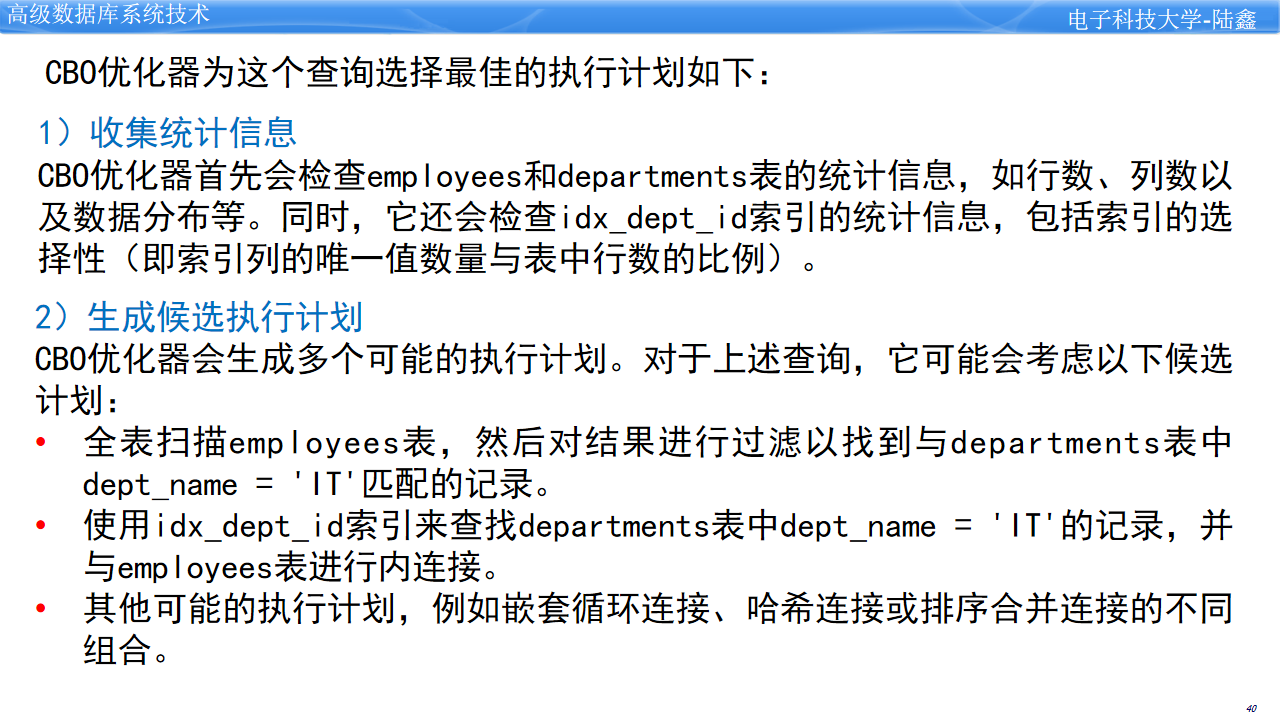 高级数据库系统技术
电子科技大学-陆鑫
CBO优化器为这个查询选择最佳的执行计划如下：
1）收集统计信息
CBO优化器首先会检查employees和departments表的统计信息，如行数、列数以
及数据分布等。同时，它还会检查idx_dept_id索引的统计信息，包括索引的选
择性（即索引列的唯一值数量与表中行数的比例）。
2）生成候选执行计划
CBO优化器会生成多个可能的执行计划。对于上述查询，它可能会考虑以下候选
计划：
• 全表扫描employees表，然后对结果进行过滤以找到与departments表中
dept_name = 'IT'匹配的记录。
• 使用idx_dept_id索引来查找departments表中dept_name = 'IT'的记录，并
与employees表进行内连接。
• 其他可能的执行计划，例如嵌套循环连接、哈希连接或排序合并连接的不同
组合。
40